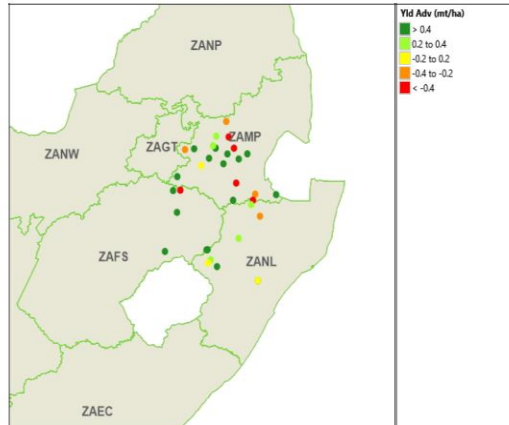 ZANP
ZANW
ZAGT
ZAMP
ZAFS
ZANL
ZAEC
Yld Adv (mt/ha)
> 0.4
0.2 to 0.4
-0.2 to 0.2
-0.4 to -0.2
< -0.4